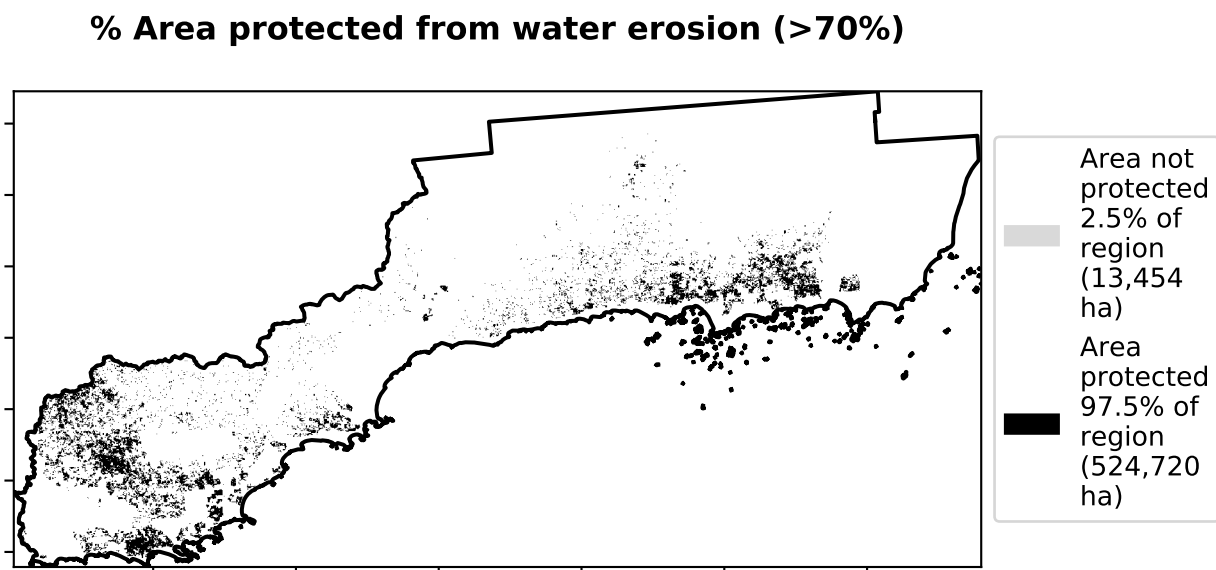 % Area protected from water erosion (>70%)
Area not
protected
2.5% of
region
(13,454
ha)
Area
protected
97.5% of
region
(524,720
ha)